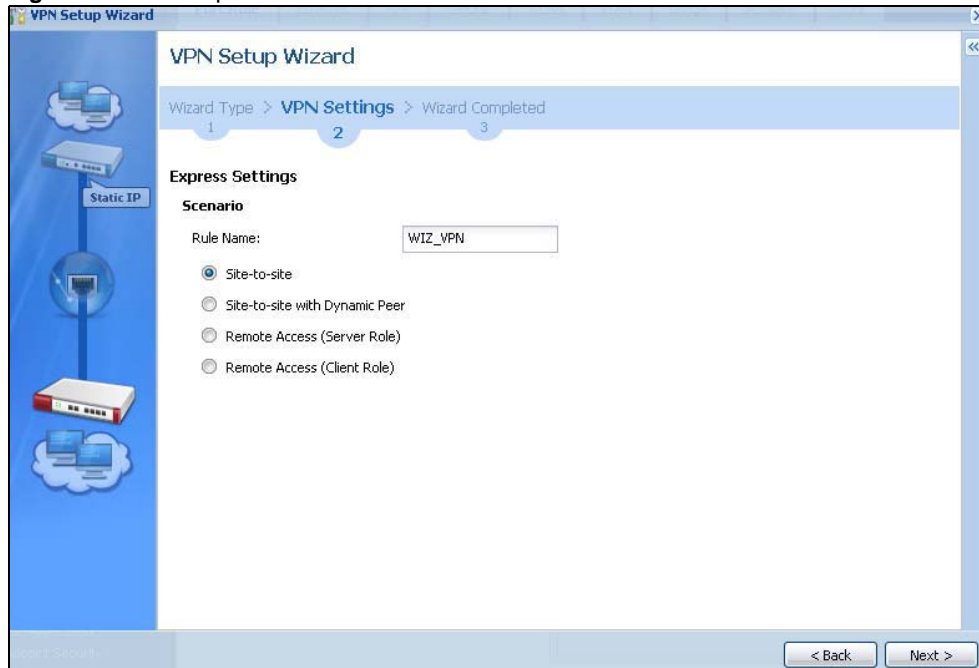 VPN Setup Wizard
VPN Setup Wizard
Wizard Type > VPN Settings > Wizard Completed
1 2 3
Static IP
Express Settings
Scenario
Rule Name: WIZ_VPN
Site-to-site
Site-to-site with Dynamic Peer
Remote Access (Server Role)
Remote Access (Client Role)
< Back Next >